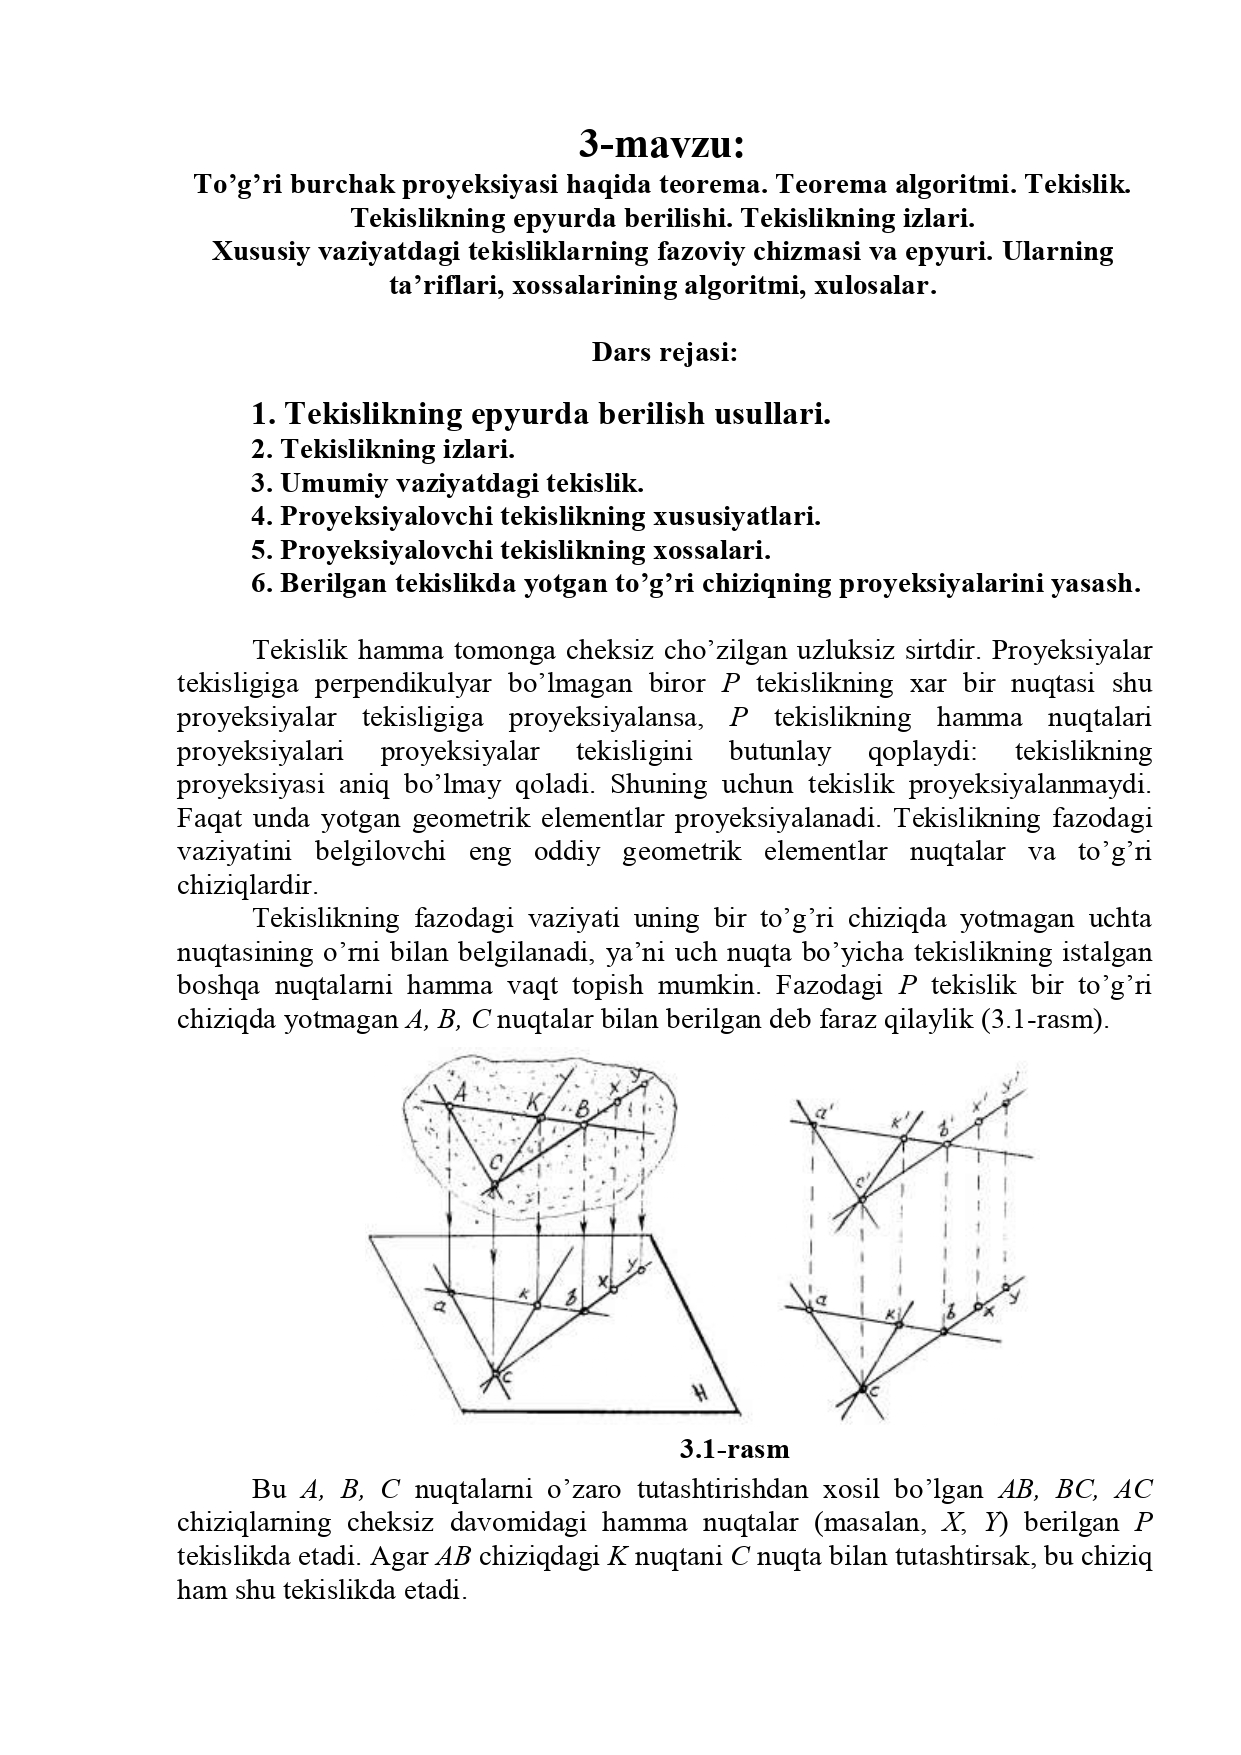 3-mavzu:
To’g’ri burchak proyeksiyasi haqida teorema. Teorema algoritmi. Tekislik.
Tekislikning epyurda berilishi. Tekislikning izlari.
Xususiy vaziyatdagi tekisliklarning fazoviy chizmasi va epyuri. Ularning
ta’riflari, xossalarining algoritmi, xulosalar.
Dars rejasi:
1. Tekislikning epyurda berilish usullari.
2. Tekislikning izlari.
3. Umumiy vaziyatdagi tekislik.
4. Proyeksiyalovchi tekislikning xususiyatlari.
5. Proyeksiyalovchi tekislikning xossalari.
6. Berilgan tekislikda yotgan to’g’ri chiziqning proyeksiyalarini yasash.
Tekislik hamma tomonga cheksiz cho’zilgan uzluksiz sirtdir. Proyeksiyalar
tekisligiga perpendikulyar bo’lmagan biror P tekislikning xar bir nuqtasi shu
proyeksiyalar tekisligiga proyeksiyalansa, P tekislikning hamma nuqtalari
proyeksiyalari proyeksiyalar tekisligini butunlay qoplaydi: tekislikning
proyeksiyasi aniq bo’lmay qoladi. Shuning uchun tekislik proyeksiyalanmaydi.
Faqat unda yotgan geometrik elementlar proyeksiyalanadi. Tekislikning fazodagi
vaziyatini belgilovchi eng oddiy geometrik elementlar nuqtalar va to’g’ri
chiziqlardir.
Tekislikning fazodagi vaziyati uning bir to’g’ri chiziqda yotmagan uchta
nuqtasining o’rni bilan belgilanadi, ya’ni uch nuqta bo’yicha tekislikning istalgan
boshqa nuqtalarni hamma vaqt topish mumkin. Fazodagi P tekislik bir to’g’ri
chiziqda yotmagan A, B, C nuqtalar bilan berilgan deb faraz qilaylik (3.1-rasm).
A K B X Y
C
a к b x y
c
H
a' к' b' x' y'
c'
a к b x y
c
3.1-rasm
Bu A, B, C nuqtalarni o’zaro tutashtirishdan xosil bo’lgan AB, BC, AC
chiziqlarning cheksiz davomidagi hamma nuqtalar (masalan, X, Y) berilgan P
tekislikda etadi. Agar AB chiziqdagi K nuqtani C nuqta bilan tutashtirsak, bu chiziq
ham shu tekislikda etadi.